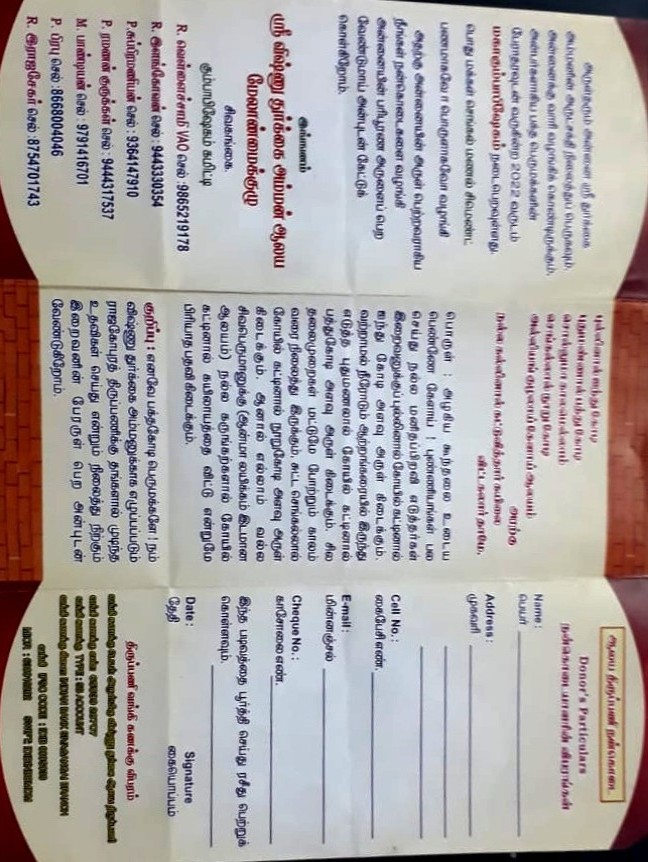 அருள்தரும் அன்னை ஸ்ரீ துர்க்கை
அம்மனின் அருட்சக்தி நிலைத்துப் பெருகவும்,
அன்னைக்கு வாரி வழங்கிக் கொண்டிருக்கும்,
அன்பர்களாகிய பக்த பெருமக்களின்
பேராதரவுடன் வருகின்ற 2022 வருடம்
மகாகும்பாபிஷேகம் நடைபெறவுள்ளது.
பொது மக்கள் செங்கல் மணல் சிமெண்ட்
பணமாகவோ பொருளாகவோ வழங்கி
அதற்கு அன்னையின் அருள் பெற்றவராகிய
நீங்கள் நன்கொடைகளை வழங்கி
அன்னையின் பரிபூரண அருளைப் பெற
வேண்டுமாய் அன்புடன் கேட்டுக்
கொள்கிறோம்.
இங்ஙனம்
ஸ்ரீ விஷ்ணு துர்க்கை அம்மன் ஆலய
மேலாண்மைக்குழு
சிவகங்கை.
கும்பாபிஷேகம் கமிட்டி
R. வெள்ளைச்சாமி VAO செல் :9865219178
R. இளங்கோவன் செல் : 9443330354
P.சுப்பிரமணியன் செல் : 9364147910
P. ரமணன் குருக்கள் செல் : 9444317537
M. பாண்டியன் செல் : 9791416701
P. பிரபு செல் :8668004046
R. இராஜசேகர் செல் :8754701743
புல்லினால் ஐந்து கோடி
புதுமண்ணால் பத்து கோடி
சொல்லுமா காலமெல்லாம்
செங்கல்லால் நூறு கோடி
அல்லியங் குழலாய் கேளாய் ஆலயம்
அரற்கு
நல்ல கல்லினால் கட்டுவித்தார் கயிலை
விட்டகலார் தாமே.
பொருள் : அழகிய கூந்தலை உடைய
பெண்ணே கேளாய் ! புண்ணியங்கள் பல
செய்து நல்ல மனிதப்பிறவி எடுத்தர்கள்
இறைவனுக்குப் புல்லினால் கோயில் கட்டினால்
ஐந்து கோடி அளவு அருள் கிடைக்கும்.
வற்றாமல் நீரோடும் ஆற்றங்கரையில் இருந்து
எடுத்த புதுமணலால் கோயில் கட்டினால்
பத்துகோடி அளவு அருள் கிடைக்கும். சில
தலைமுறைகள் மட்டுமே போற்றும் காலம்
வரை நிலைத்து இருக்கும், சுட்ட செங்கல்லால்
கோயில் கட்டினால் நூறுகோடி அளவு அருள்
கிடைக்கும். ஆனால் எல்லாம் வல்ல
சிவபெருமானுக்கு (ஆன்மா லயிக்கம் இடமான
ஆலயம்) நல்ல கருங்கற்களால் கோயில்
கட்டினால் கயிலாயத்தை விட்டு என்றுமே
பிரியாத பதவி கிடைக்கும்.
குறிப்பு : எனவே பக்தகோடி பெருமக்களே ! நம்
விஷ்ணு துர்க்கை அம்மனுக்காக எழுப்பப்படும்
ராஜகோபுரத் திருப்பணிக்கு தங்களால் முடிந்த
உதவிகள் செய்து என்றும் நிலைத்து நிற்கும்
இறைவனின் பேரருள் பெற அன்புடன்
வேண்டுகிறோம்.
ஆலய திருப்பணி நன்கொடை
Donor's Particulars
நன்கொடையாளரின் விபரங்கள்
Name :
பெயர்
Address :
முகவரி
Cell No. :
கைபேசி எண்.
E-mail :
மின்னஞ்சல்
Cheque No. :
காசோலை எண்.
இந்த படிவத்தை பூர்த்தி செய்து ரசீது பெற்றுக்
கொள்ளவும்.
Date : Signature
தேதி கையொப்பம்
திருப்பணி வங்கி கணக்கு விபரம்
வங்கி கணக்கு பெயர் அருள்மிகு விஷ்ணு துர்கை ஆலய திருப்பணி
வங்கி கணக்கு எண்
வங்கி கணக்கு TYPE : SB ACCOUNT
வங்கி கணக்கு கிளை INDIAN BANK SIVAGANGAI BRANCH
வங்கி IFSC CODE :
MICR : SWIFT: